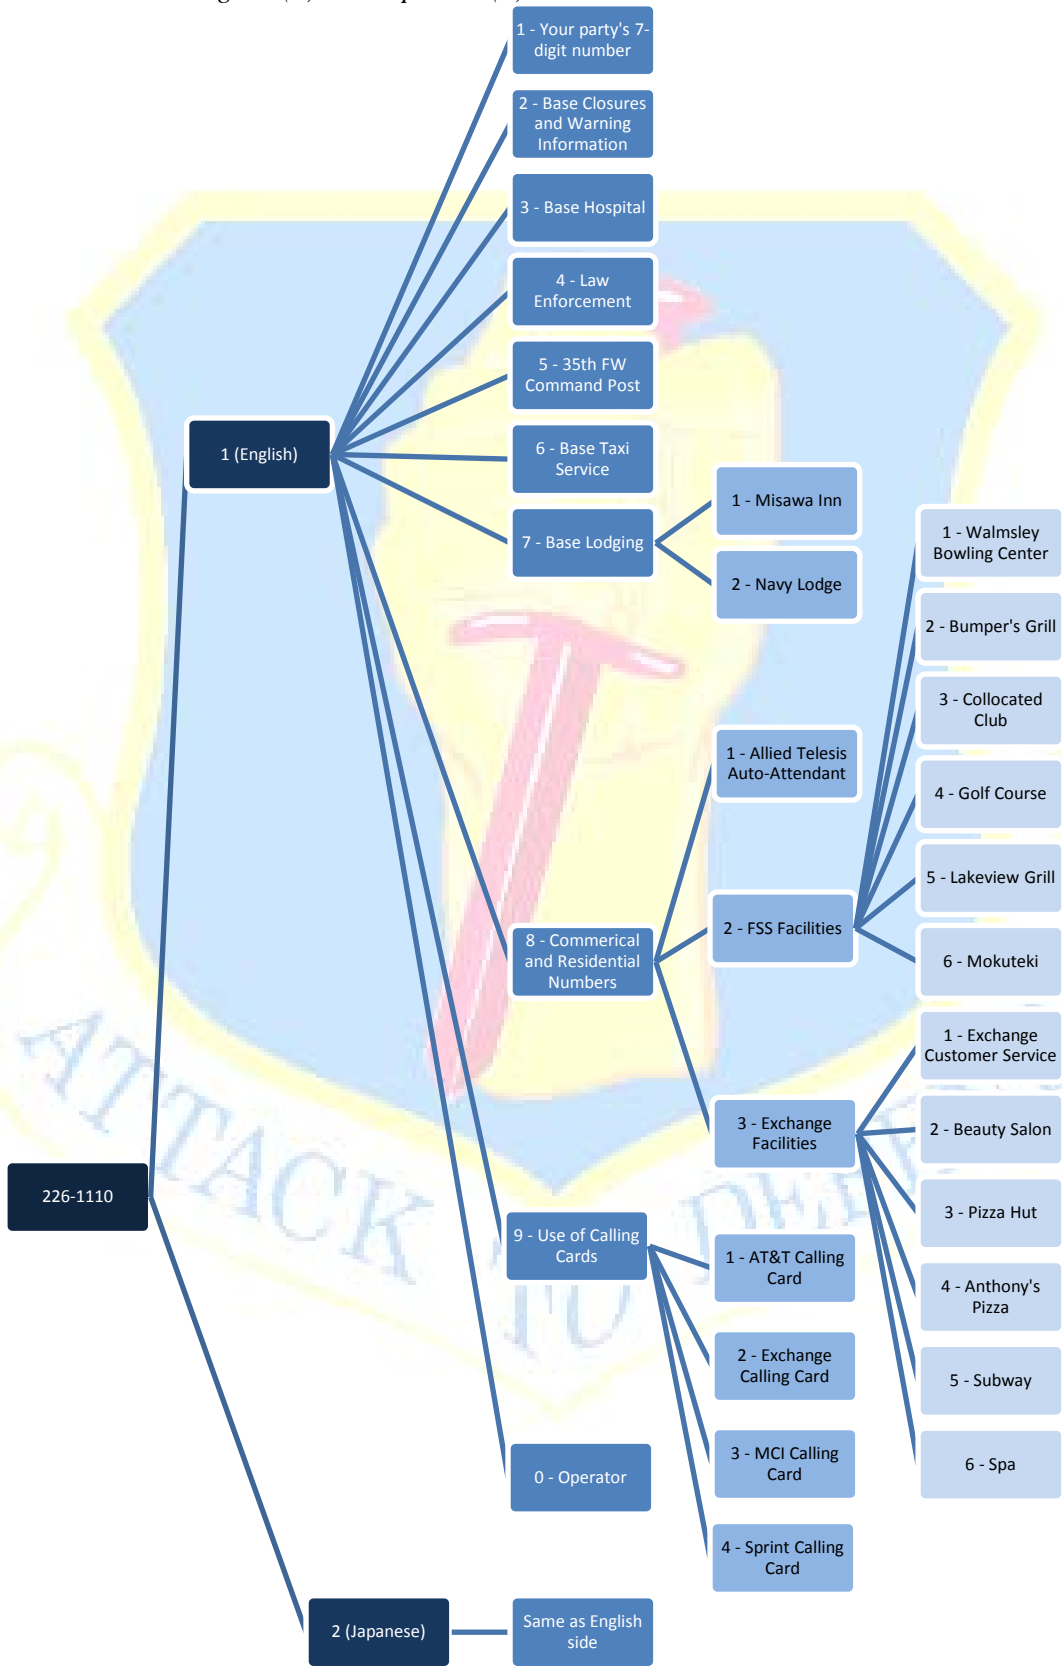 1 - Your party's 7-
digit number
2 - Base Closures
and Warning
Information
3 - Base Hospital
4 - Law
Enforcement
5 - 35th FW
Command Post
1 (English)
6 - Base Taxi
Service
7 - Base Lodging
1 - Misawa Inn
2 - Navy Lodge
1 - Walmsley
Bowling Center
2 - Bumper's Grill
3 - Collocated
Club
4 - Golf Course
5 - Lakeview Grill
6 - Mokuteki
1 - Allied Telesis
Auto-Attendant
2 - FSS Facilities
8 - Commerical
and Residential
Numbers
3 - Exchange
Facilities
1 - Exchange
Customer Service
2 - Beauty Salon
3 - Pizza Hut
4 - Anthony's
Pizza
5 - Subway
6 - Spa
226-1110
9 - Use of Calling
Cards
1 - AT&T Calling
Card
2 - Exchange
Calling Card
3 - MCI Calling
Card
4 - Sprint Calling
Card
0 - Operator
2 (Japanese)
Same as English
side
ATTACK TO